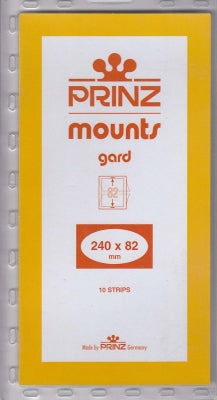 PRINZ
mounts
gard
82
240 x 82
mm
10 STRIPS
Made by PRINZ Germany